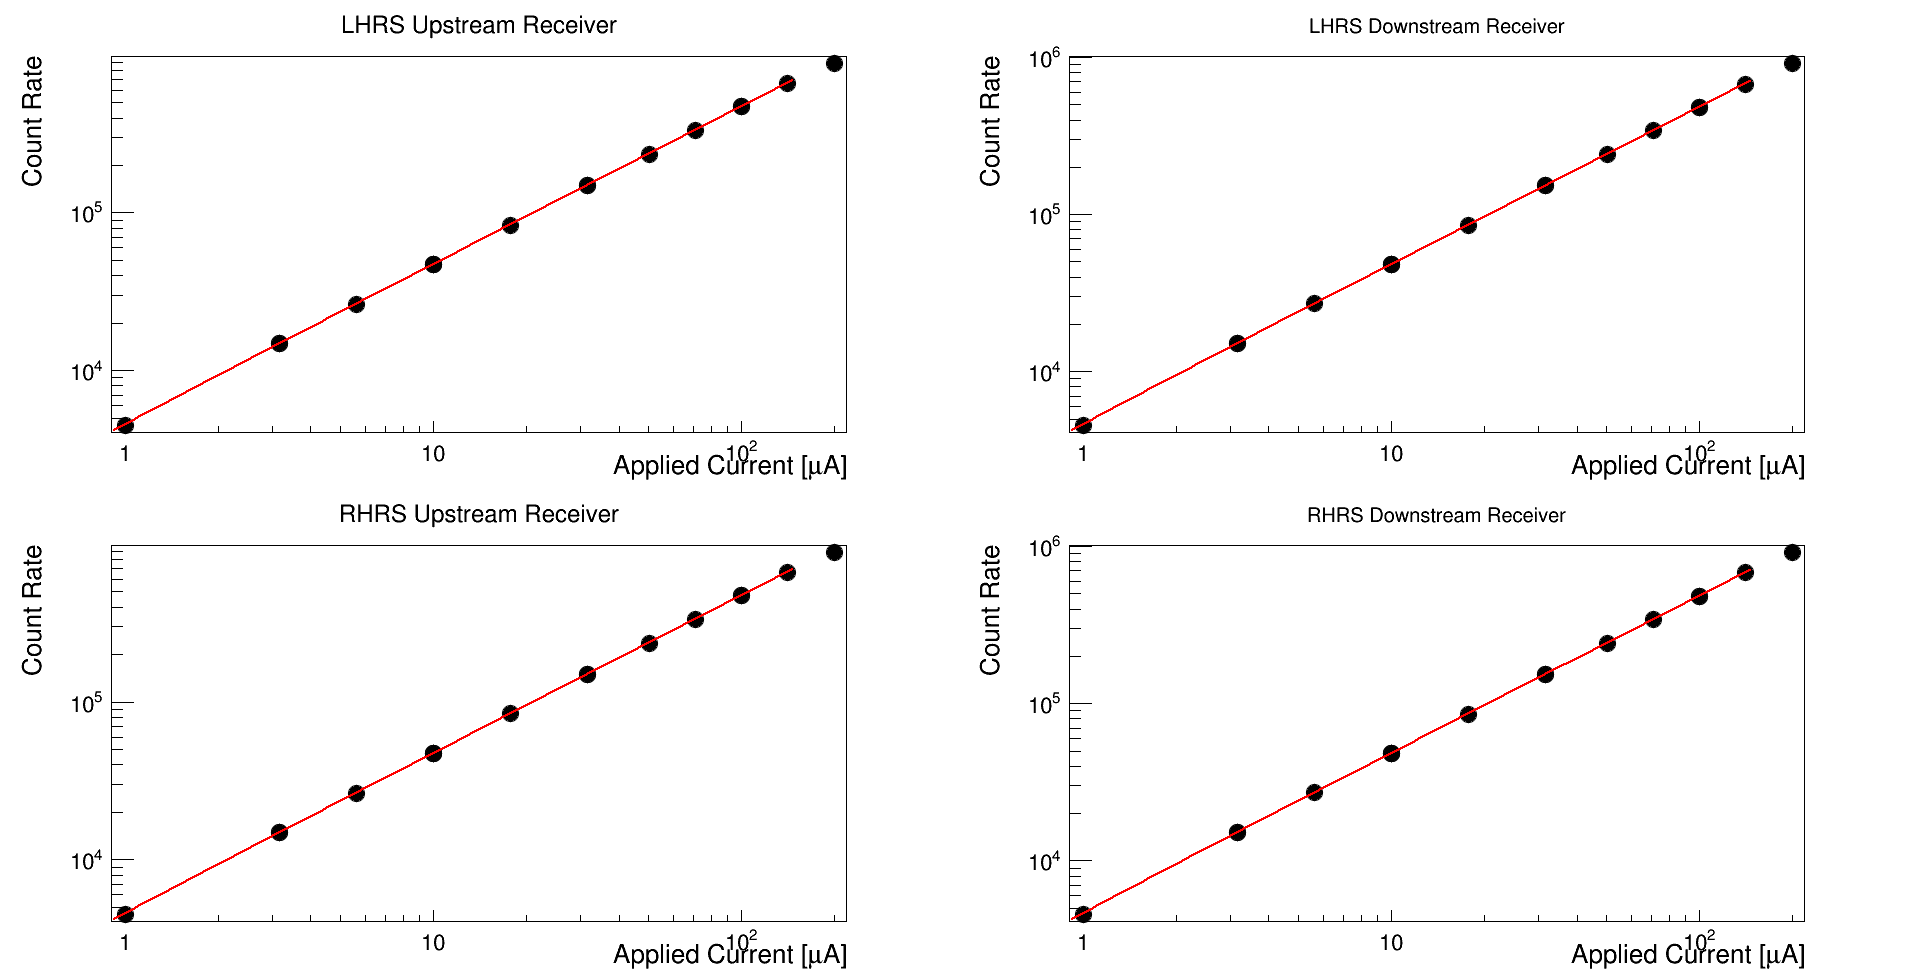 LHRS Upstream Receiver
Count Rate
10^5
10^4
1 10 10^2
Applied Current [μA]
LHRS Downstream Receiver
Count Rate
10^6
10^5
10^4
1 10 10^2
Applied Current [μA]
RHRS Upstream Receiver
Count Rate
10^5
10^4
1 10 10^2
Applied Current [μA]
RHRS Downstream Receiver
Count Rate
10^6
10^5
10^4
1 10 10^2
Applied Current [μA]